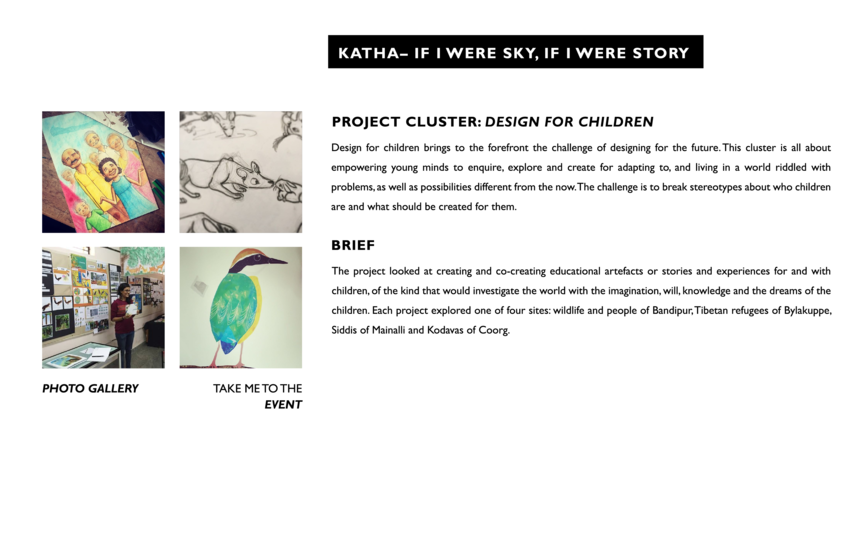 KATHA– IF I WERE SKY, IF I WERE STORY
PROJECT CLUSTER: DESIGN FOR CHILDREN
Design for children brings to the forefront the challenge of designing for the future. This cluster is all about
empowering young minds to enquire, explore and create for adapting to, and living in a world riddled with
problems, as well as possibilities different from the now. The challenge is to break stereotypes about who children
are and what should be created for them.
BRIEF
The project looked at creating and co-creating educational artefacts or stories and experiences for and with
children, of the kind that would investigate the world with the imagination, will, knowledge and the dreams of the
children. Each project explored one of four sites: wildlife and people of Bandipur, Tibetan refugees of Bylakuppe,
Siddis of Mainalli and Kodavas of Coorg.
PHOTO GALLERY
TAKE ME TO THE
EVENT